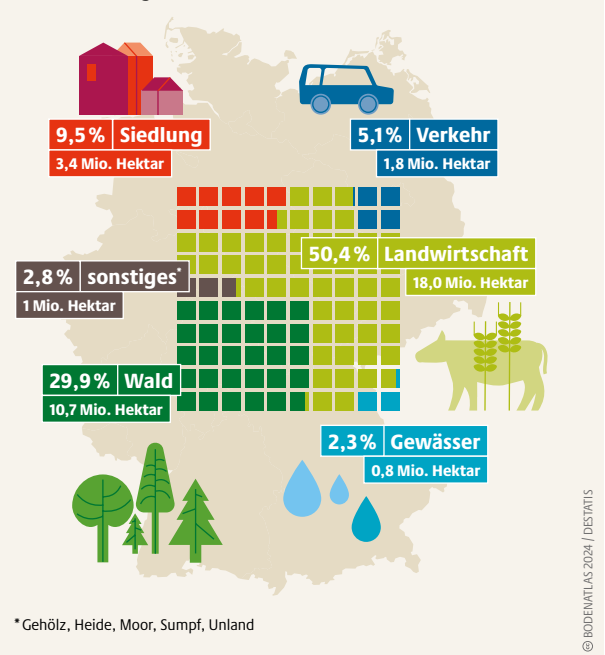 9,5 % Siedlung
3,4 Mio. Hektar
5,1 % Verkehr
1,8 Mio. Hektar
50,4 % Landwirtschaft
18,0 Mio. Hektar
2,8 % sonstiges*
1 Mio. Hektar
29,9 % Wald
10,7 Mio. Hektar
2,3 % Gewässer
0,8 Mio. Hektar
* Gehölz, Heide, Moor, Sumpf, Unland
© BODENATLAS 2024 / DESTATIS